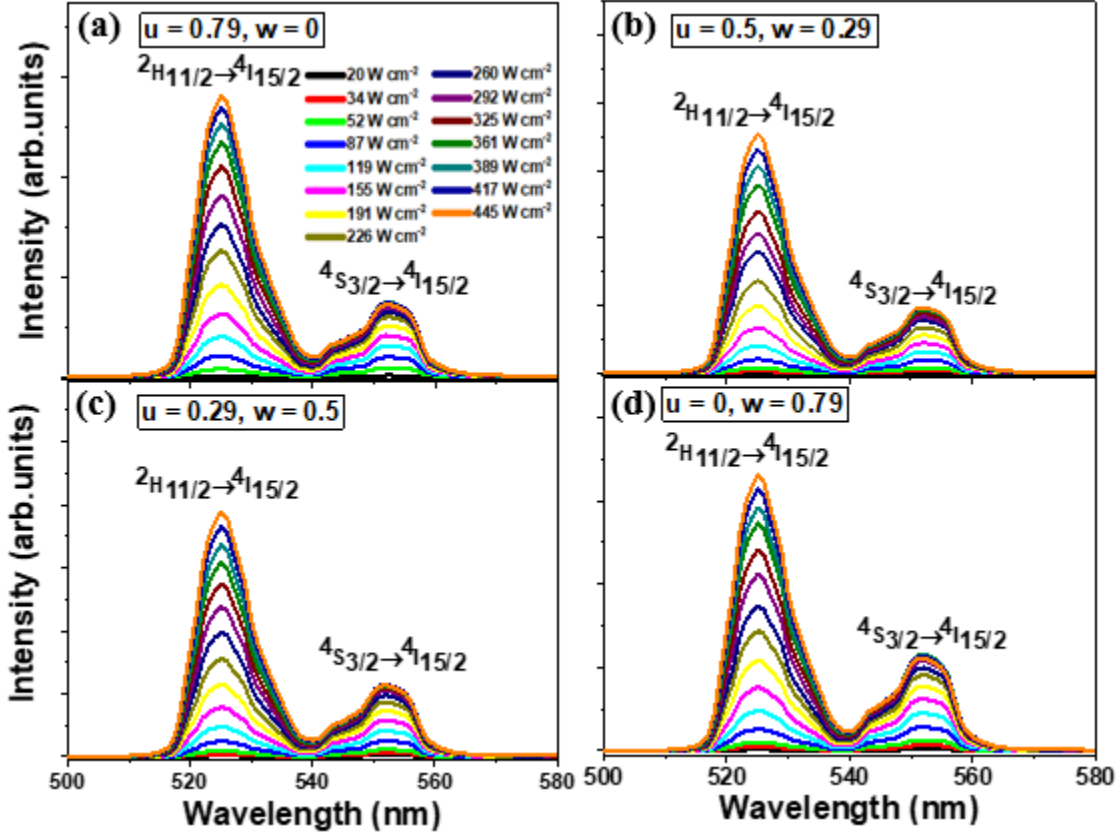 (a) u = 0.79, w = 0
²H₁₁/₂→⁴I₁₅/₂
20 W cm⁻²
34 W cm⁻²
52 W cm⁻²
87 W cm⁻²
119 W cm⁻²
155 W cm⁻²
191 W cm⁻²
226 W cm⁻²
260 W cm⁻²
292 W cm⁻²
325 W cm⁻²
361 W cm⁻²
389 W cm⁻²
417 W cm⁻²
445 W cm⁻²
⁴S₃/₂→⁴I₁₅/₂
Intensity (arb.units)
(b) u = 0.5, w = 0.29
²H₁₁/₂→⁴I₁₅/₂
⁴S₃/₂→⁴I₁₅/₂
540 560 580
(c) u = 0.29, w = 0.5
²H₁₁/₂→⁴I₁₅/₂
⁴S₃/₂→⁴I₁₅/₂
Intensity (arb.units)
500 520 540 560 580
Wavelength (nm)
(d) u = 0, w = 0.79
²H₁₁/₂→⁴I₁₅/₂
⁴S₃/₂→⁴I₁₅/₂
500 520 540 560 580
Wavelength (nm)